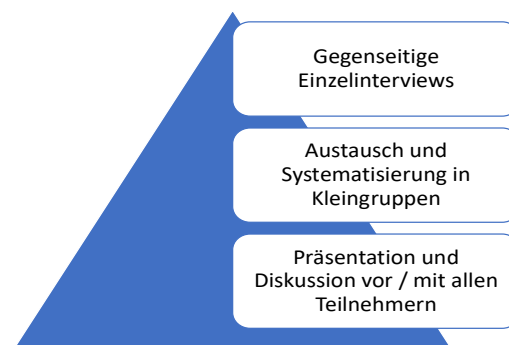 Gegenseitige
Einzelinterviews
Austausch und
Systematisierung in
Kleingruppen
Präsentation und
Diskussion vor / mit allen
Teilnehmern